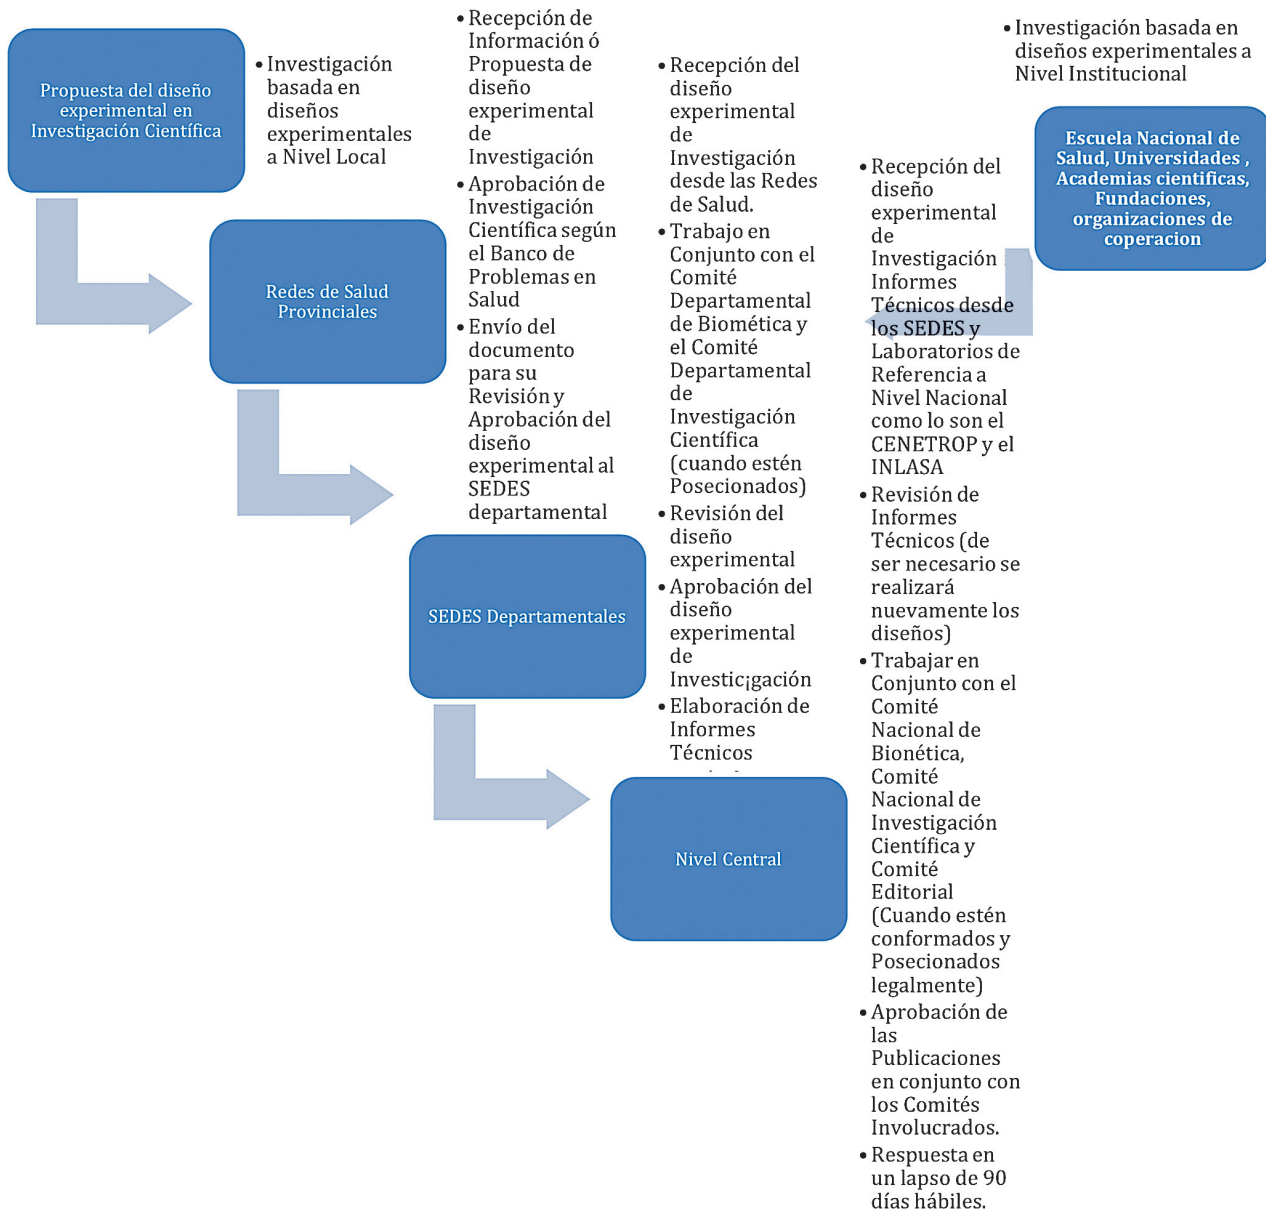 Propuesta del diseño
experimental en
Investigación Científica
• Investigación
basada en
diseños
experimentales
a Nivel Local
Redes de Salud
Provinciales
• Recepción de
Información ó
Propuesta de
diseño
experimental
de
Investigación
• Aprobación de
Investigación
Científica según
el Banco de
Problemas en
Salud
• Envío del
documento
para su
Revisión y
Aprobación del
diseño
experimental al
SEDES
departamental
SEDES Departamentales
• Recepción del
diseño
experimental
de
Investigación
desde las Redes
de Salud.
• Trabajo en
Conjunto con el
Comité
Departamental
de Biomética y
el Comité
Departamental
de
Investigación
Científica
(cuando estén
Posecionados)
• Revisión del
diseño
experimental
• Aprobación del
diseño
experimental
de
Investic¡gación
• Elaboración de
Informes
Técnicos
Nivel Central
• Recepción del
diseño
experimental
de
Investigación
Informes
Técnicos desde
los SEDES y
Laboratorios de
Referencia a
Nivel Nacional
como lo son el
CENETROP y el
INLASA
• Revisión de
Informes
Técnicos (de
ser necesario se
realizará
nuevamente los
diseños)
• Trabajar en
Conjunto con el
Comité
Nacional de
Bionética,
Comité
Nacional de
Investigación
Científica y
Comité
Editorial
(Cuando estén
conformados y
Posecionados
legalmente)
• Aprobación de
las
Publicaciones
en conjunto con
los Comités
Involucrados.
• Respuesta en
un lapso de 90
días hábiles.
• Investigación basada en
diseños experimentales a
Nivel Institucional
Escuela Nacional de
Salud, Universidades ,
Academias cientificas,
Fundaciones,
organizaciones de
coperacion